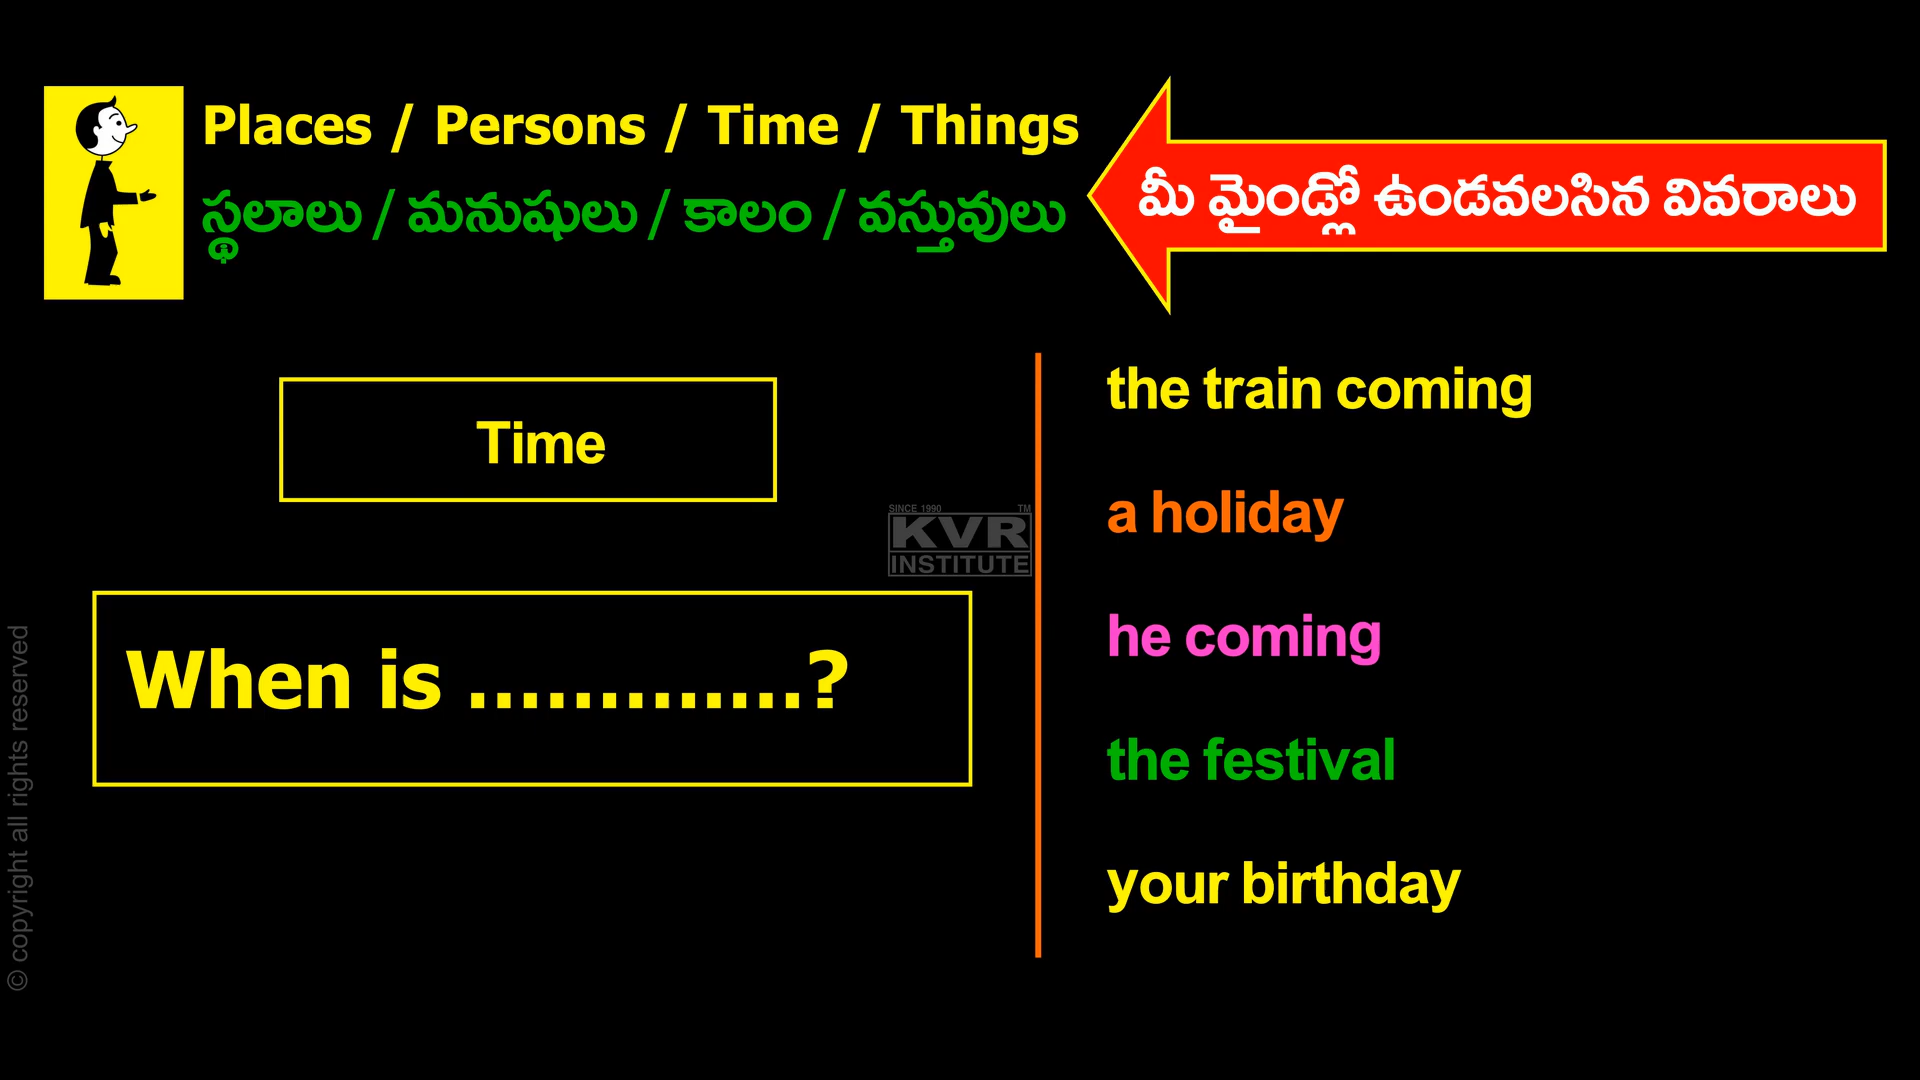 Places / Persons / Time / Things
స్థలాలు / మనుషులు / కాలం / వస్తువులు
మీ మైండ్లో ఉండవలసిన వివరాలు
Time
When is .............?
the train coming
a holiday
he coming
the festival
your birthday
SINCE 1990 TM
KVR
INSTITUTE
© copyright all rights reserved